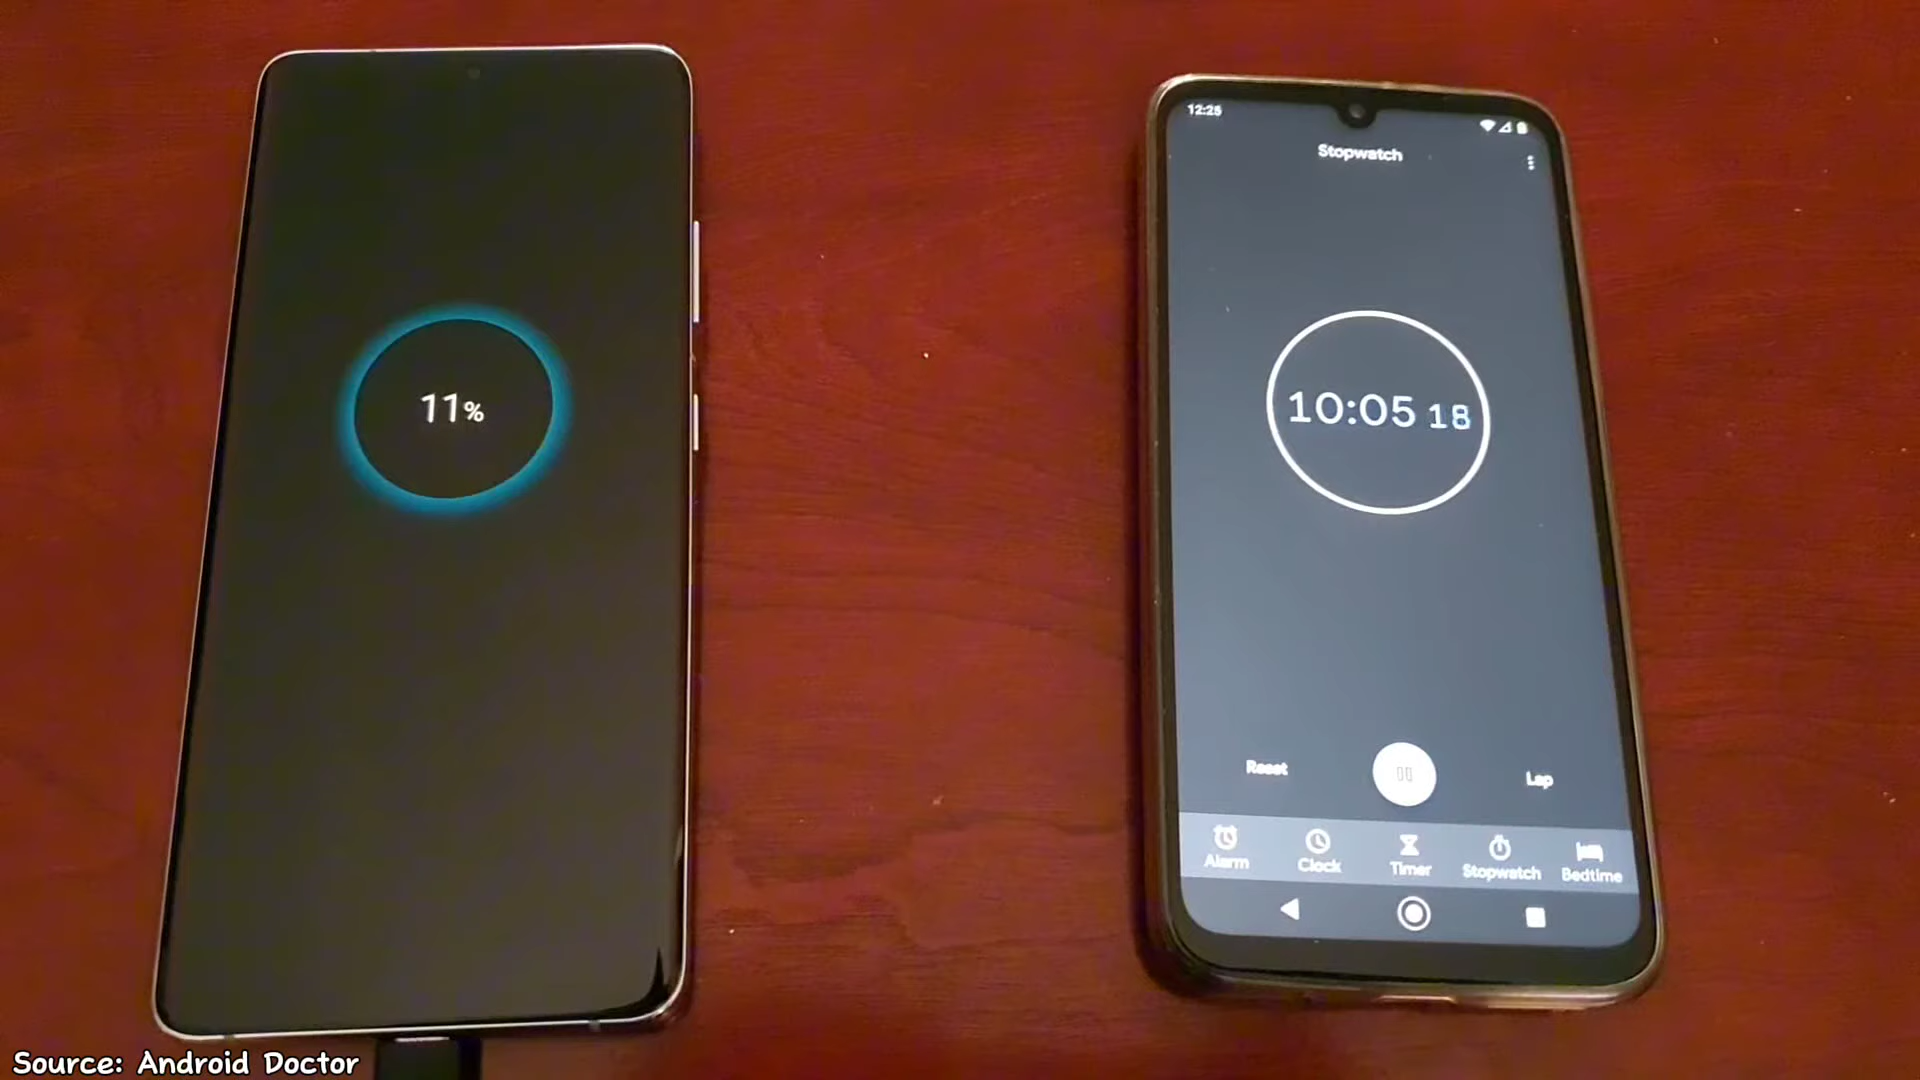 11%
12:25
Stopwatch
10:05 18
Reset
Lap
Alarm
Clock
Timer
Stopwatch
Bedtime
Source: Android Doctor